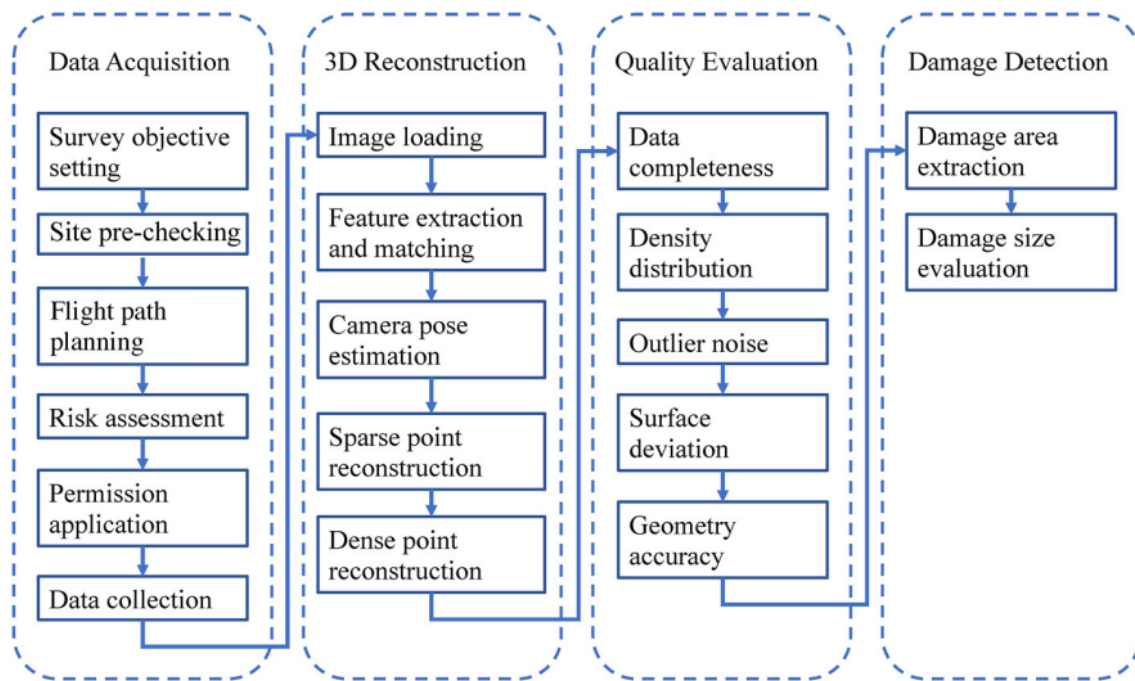 Data Acquisition
Survey objective
setting
Site pre-checking
Flight path
planning
Risk assessment
Permission
application
Data collection
3D Reconstruction
Image loading
Feature extraction
and matching
Camera pose
estimation
Sparse point
reconstruction
Dense point
reconstruction
Quality Evaluation
Data
completeness
Density
distribution
Outlier noise
Surface
deviation
Geometry
accuracy
Damage Detection
Damage area
extraction
Damage size
evaluation